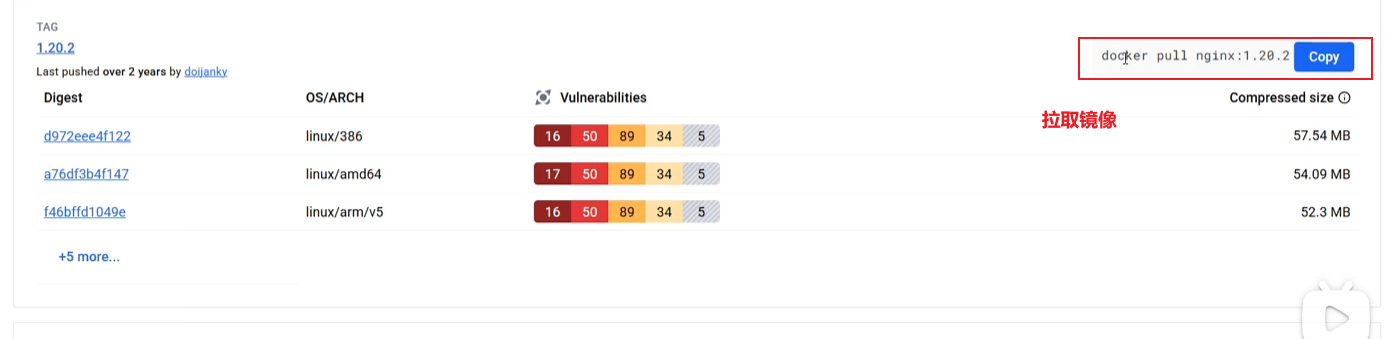 TAG
1.20.2
Last pushed over 2 years by doijanky
docker pull nginx:1.20.2 Copy
Digest OS/ARCH Vulnerabilities Compressed size
拉取镜像
d972eee4f122 linux/386 16 50 89 34 5 57.54 MB
a76df3b4f147 linux/amd64 17 50 89 34 5 54.09 MB
f46bffd1049e linux/arm/v5 16 50 89 34 5 52.3 MB
+5 more...